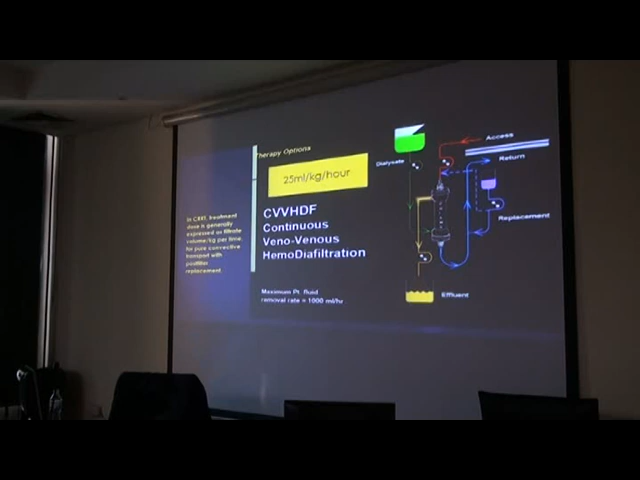 Therapy Options
25ml/kg/hour
In CRRT, treatment
dose is generally
expressed or filtrate
volume/kg per time,
for pure convective
transport with
postfilter
replacement.
CVVHDF
Continuous
Veno-Venous
HemoDiafiltration
Maximum Pt. fluid
removal rate = 1000 ml/hr
Access
Dialysate
Return
Replacement
Effluent